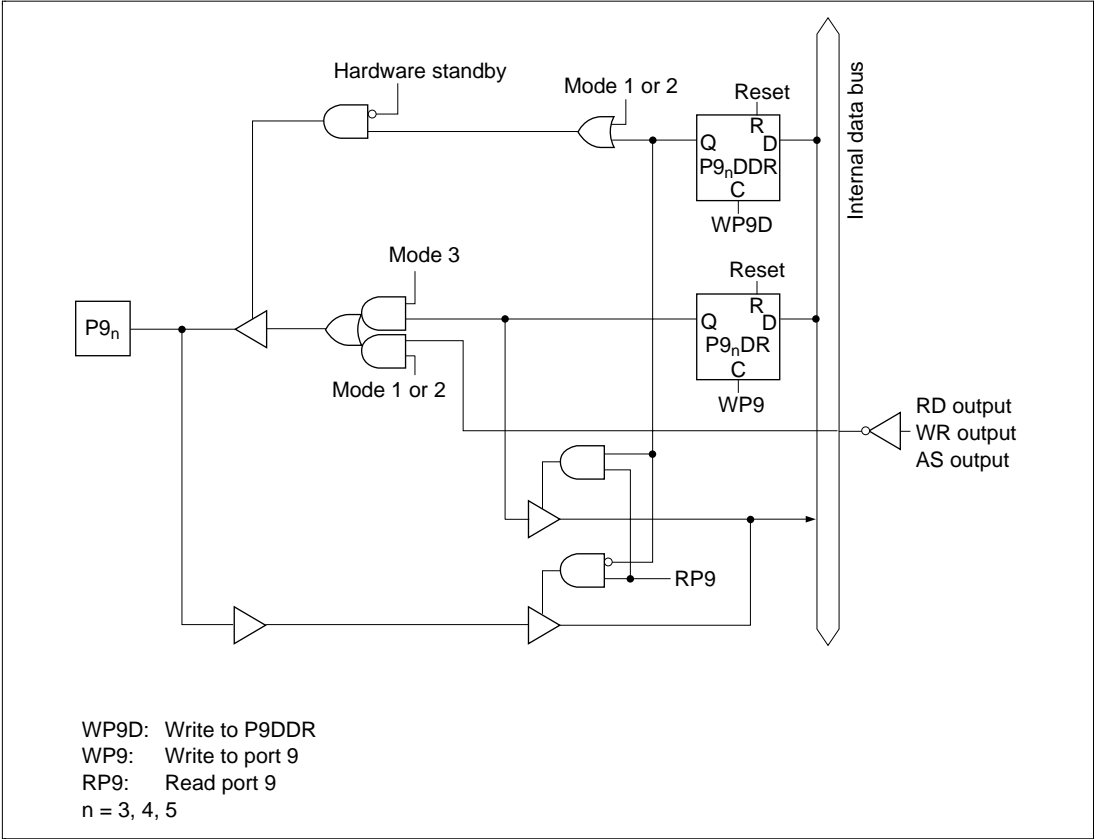 Hardware standby
Mode 1 or 2
Reset
R
Q D
P9nDDR
C
WP9D
Internal data bus
Mode 3
Reset
R
Q D
P9nDR
C
WP9
P9n
Mode 1 or 2
RD output
WR output
AS output
RP9
WP9D: Write to P9DDR
WP9: Write to port 9
RP9: Read port 9
n = 3, 4, 5